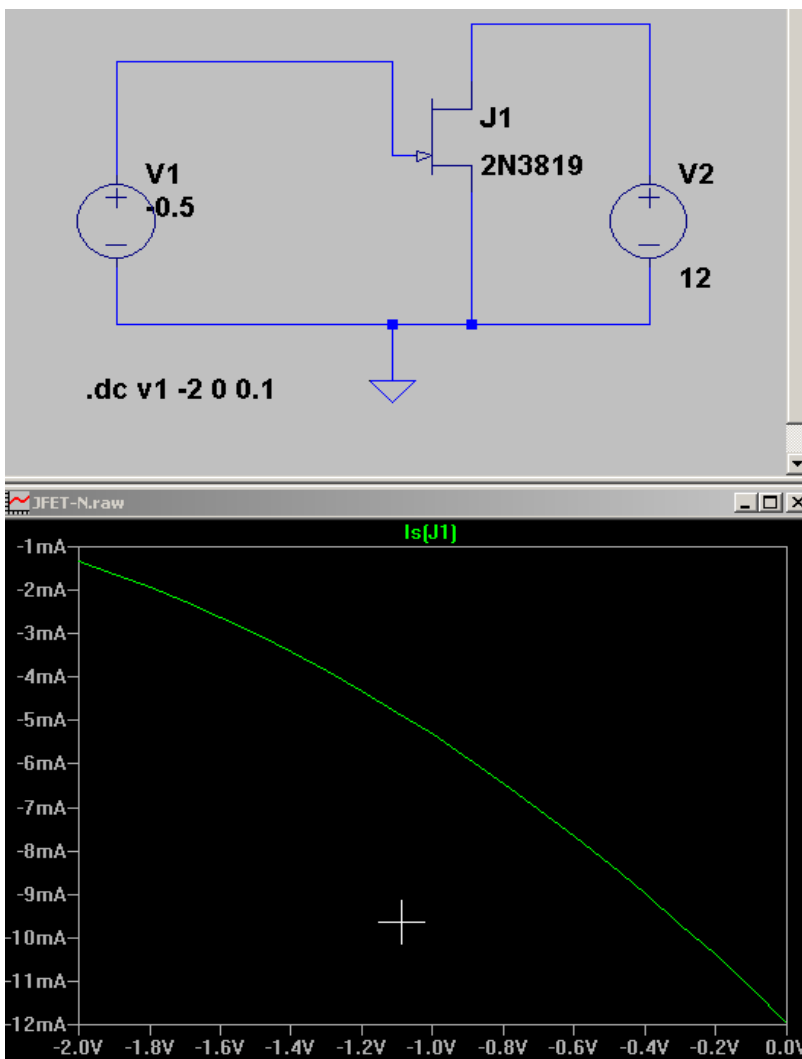 J1
V1
2N3819
V2
-0.5
12
.dc v1 -2 0 0.1
JFET-N.raw
Is(J1)
-1mA
-2mA
-3mA
-4mA
-5mA
-6mA
-7mA
-8mA
-9mA
-10mA
-11mA
-12mA
-2.0V -1.8V -1.6V -1.4V -1.2V -1.0V -0.8V -0.6V -0.4V -0.2V 0.0V